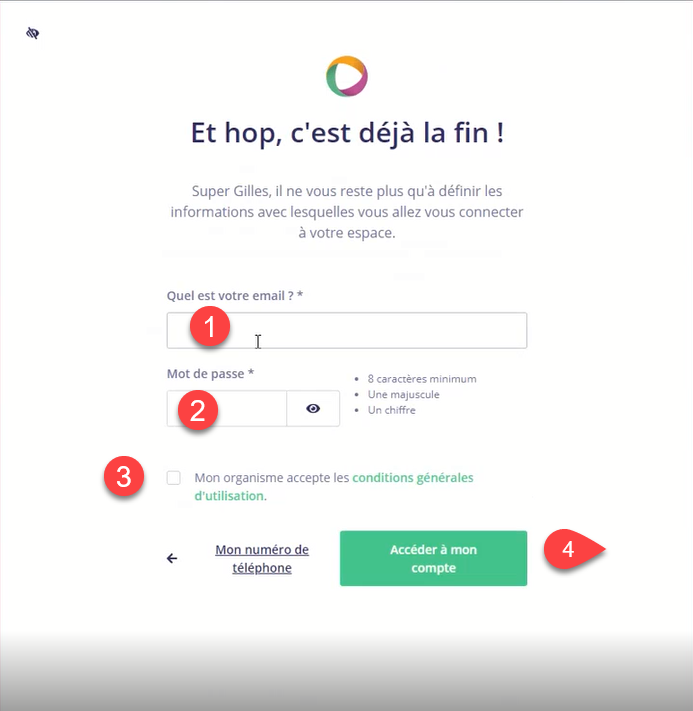 Et hop, c'est déjà la fin !
Super Gilles, il ne vous reste plus qu'à définir les
informations avec lesquelles vous allez vous connecter
à votre espace.
Quel est votre email ? *
1
Mot de passe *
2
• 8 caractères minimum
• Une majuscule
• Un chiffre
3
Mon organisme accepte les conditions générales
d'utilisation.
Mon numéro de
téléphone
Accéder à mon
compte
4